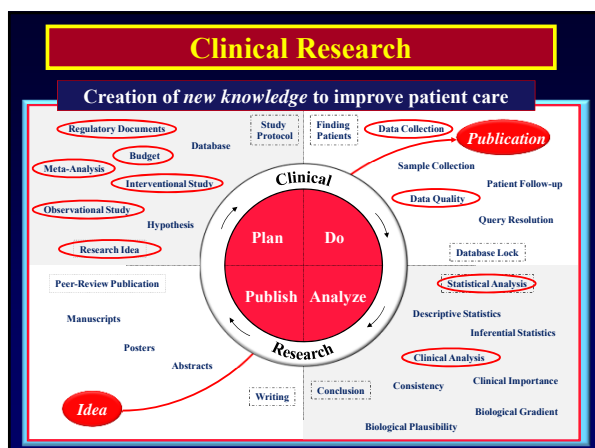 Clinical Research
Creation of new knowledge to improve patient care
Regulatory Documents
Database
Study
Protocol
Budget
Meta-Analysis
Interventional Study
Observational Study
Hypothesis
Research Idea
Finding
Patients
Data Collection
Publication
Sample Collection
Patient Follow-up
Data Quality
Query Resolution
Database Lock
Clinical
Plan
Do
Publish
Analyze
Research
Peer-Review Publication
Manuscripts
Posters
Abstracts
Writing
Idea
Statistical Analysis
Descriptive Statistics
Inferential Statistics
Clinical Analysis
Conclusion
Consistency
Clinical Importance
Biological Gradient
Biological Plausibility